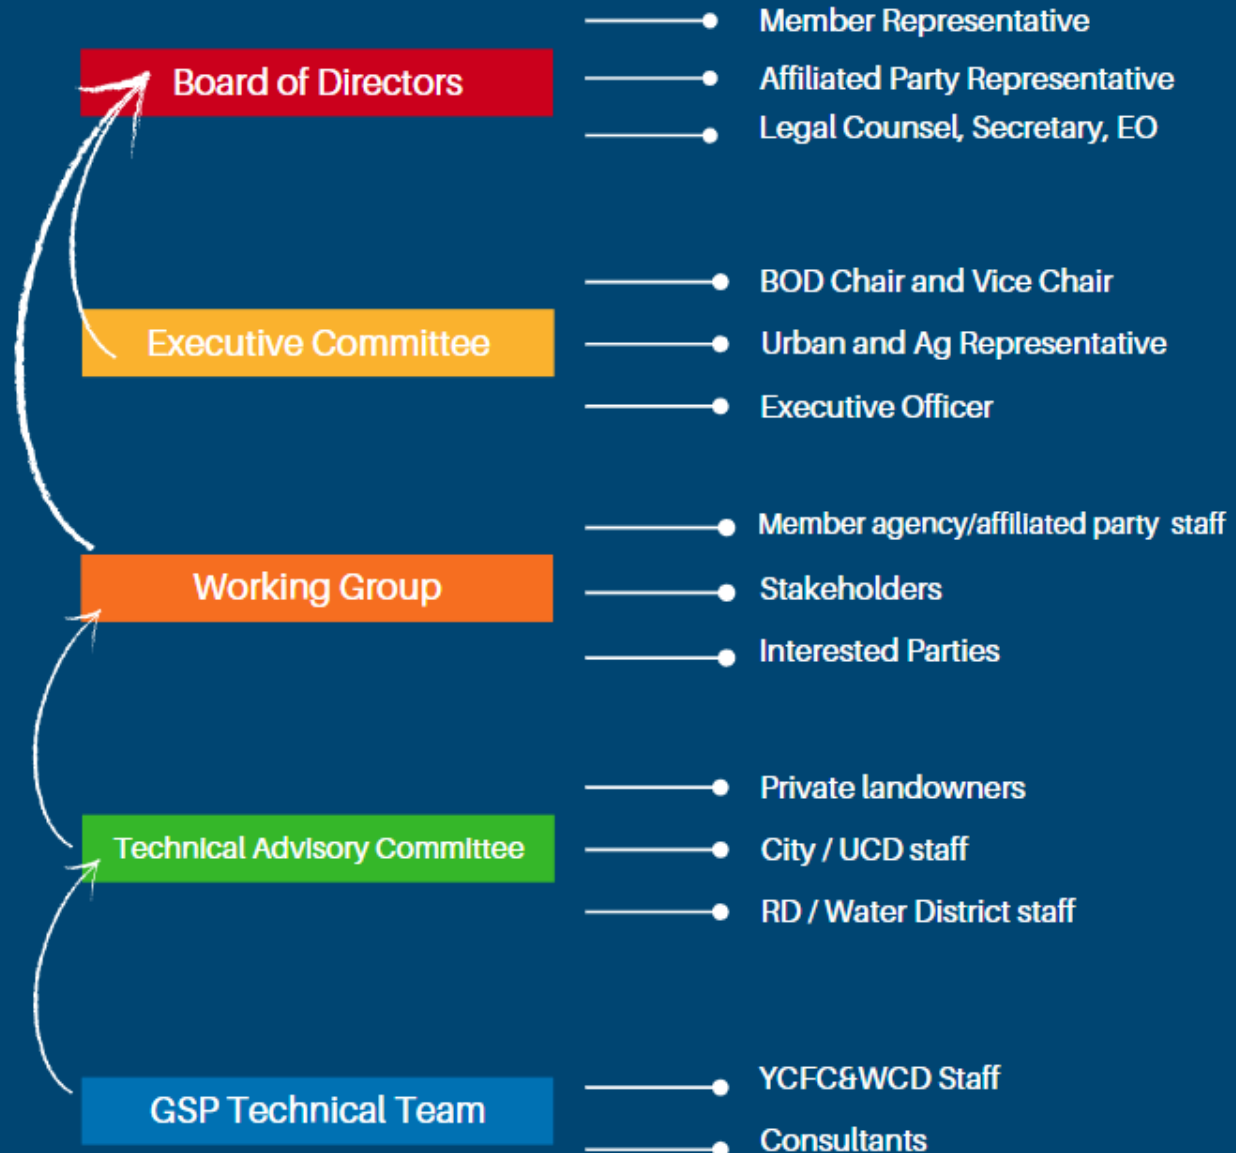 Member Representative
Board of Directors
Affiliated Party Representative
Legal Counsel, Secretary, EO
BOD Chair and Vice Chair
Executive Committee
Urban and Ag Representative
Executive Officer
Member agency/affiliated party staff
Working Group
Stakeholders
Interested Parties
Private landowners
Technical Advisory Committee
City / UCD staff
RD / Water District staff
YCFC&WCD Staff
GSP Technical Team
Consultants